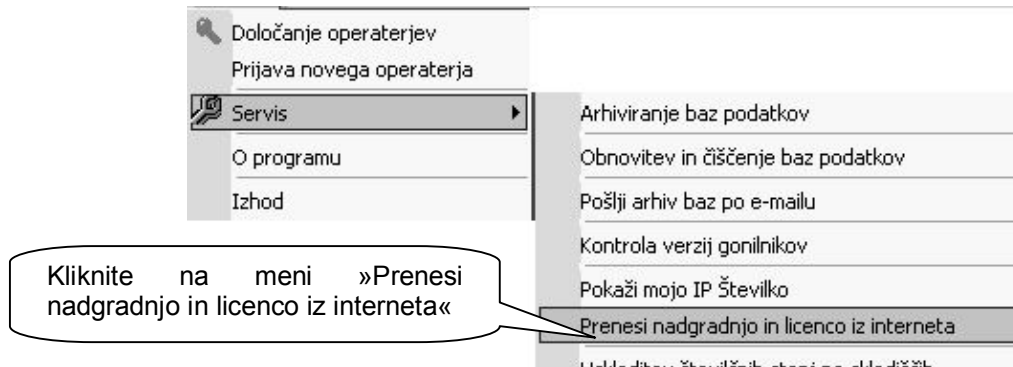 Določanje operaterjev
Prijava novega operaterja
Servis
O programu
Izhod
Arhiviranje baz podatkov
Obnovitev in čiščenje baz podatkov
Pošlji arhiv baz po e-mailu
Kontrola verzij gonilnikov
Pokaži mojo IP Številko
Prenesi nadgradnjo in licenco iz interneta
Kliknite na meni »Prenesi
nadgradnjo in licenco iz interneta«